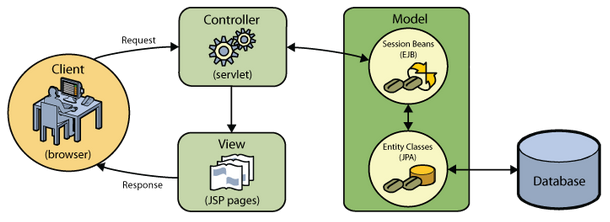 Client
(browser)
Request
Controller
(servlet)
View
(JSP pages)
Response
Model
Session Beans
(EJB)
Entity Classes
(JPA)
Database